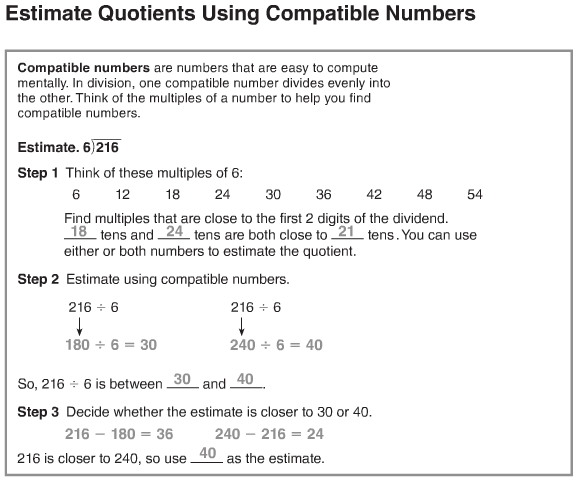 Estimate Quotients Using Compatible Numbers
Compatible numbers are numbers that are easy to compute
mentally. In division, one compatible number divides evenly into
the other. Think of the multiples of a number to help you find
compatible numbers.
Estimate. 6)216
Step 1 Think of these multiples of 6:
6 12 18 24 30 36 42 48 54
Find multiples that are close to the first 2 digits of the dividend.
18 tens and 24 tens are both close to 21 tens. You can use
either or both numbers to estimate the quotient.
Step 2 Estimate using compatible numbers.
216 ÷ 6 216 ÷ 6
180 ÷ 6 = 30 240 ÷ 6 = 40
So, 216 ÷ 6 is between 30 and 40.
Step 3 Decide whether the estimate is closer to 30 or 40.
216 − 180 = 36 240 − 216 = 24
216 is closer to 240, so use 40 as the estimate.